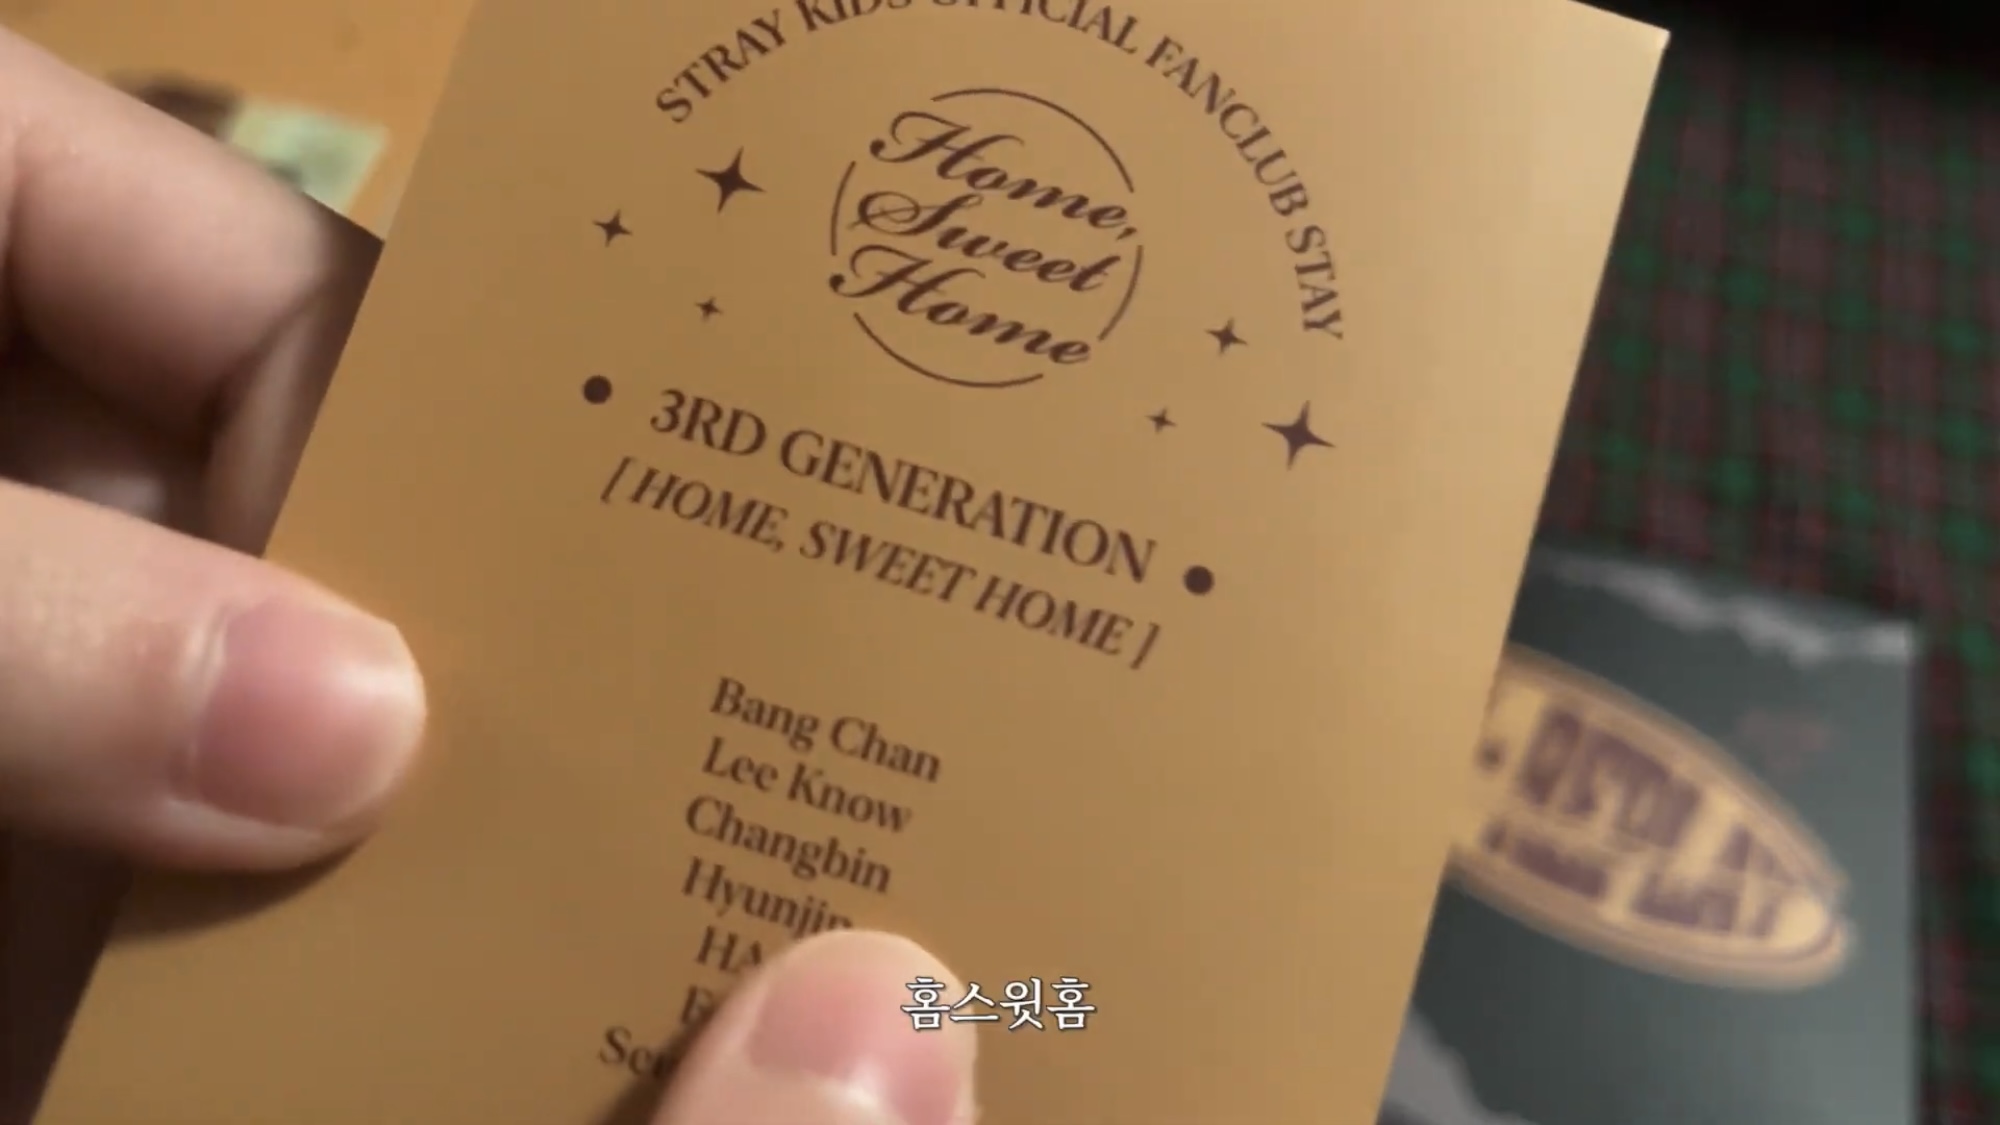 STRAY KIDS OFFICIAL FANCLUB STAY
Home,
Sweet
Home
3RD GENERATION
[ HOME, SWEET HOME ]
Bang Chan
Lee Know
Changbin
Hyunjin
홈스윗홈